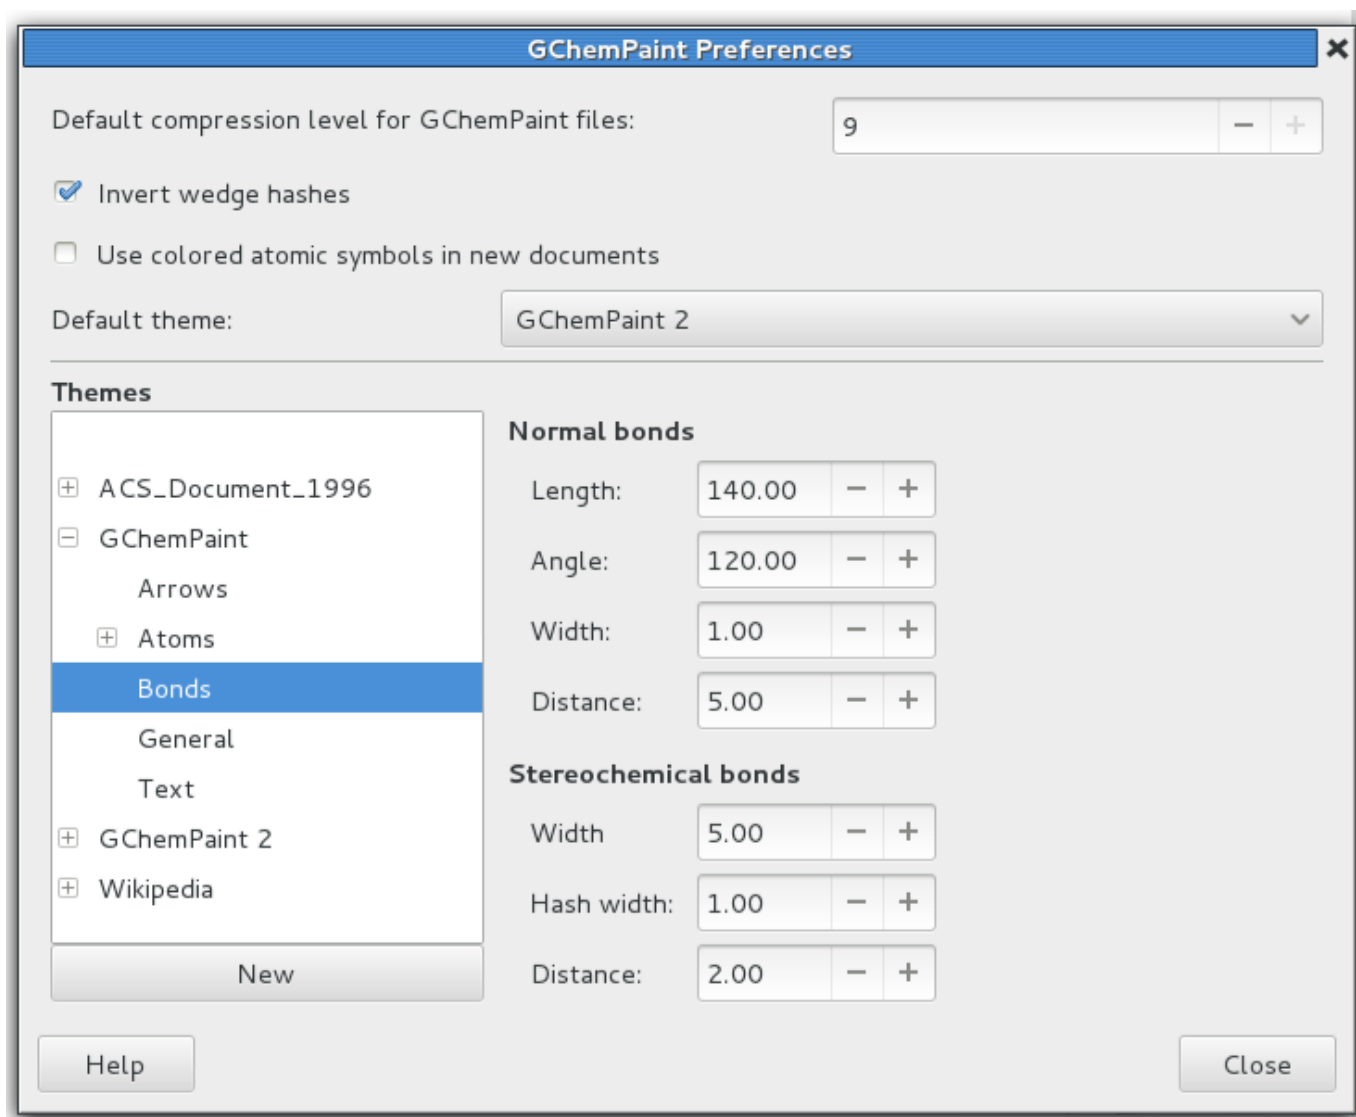 GChemPaint Preferences
Default compression level for GChemPaint files: 9
Invert wedge hashes
Use colored atomic symbols in new documents
Default theme: GChemPaint 2
Themes
ACS_Document_1996
GChemPaint
Arrows
Atoms
Bonds
General
Text
GChemPaint 2
Wikipedia
New
Normal bonds
Length: 140.00
Angle: 120.00
Width: 1.00
Distance: 5.00
Stereochemical bonds
Width 5.00
Hash width: 1.00
Distance: 2.00
Help
Close